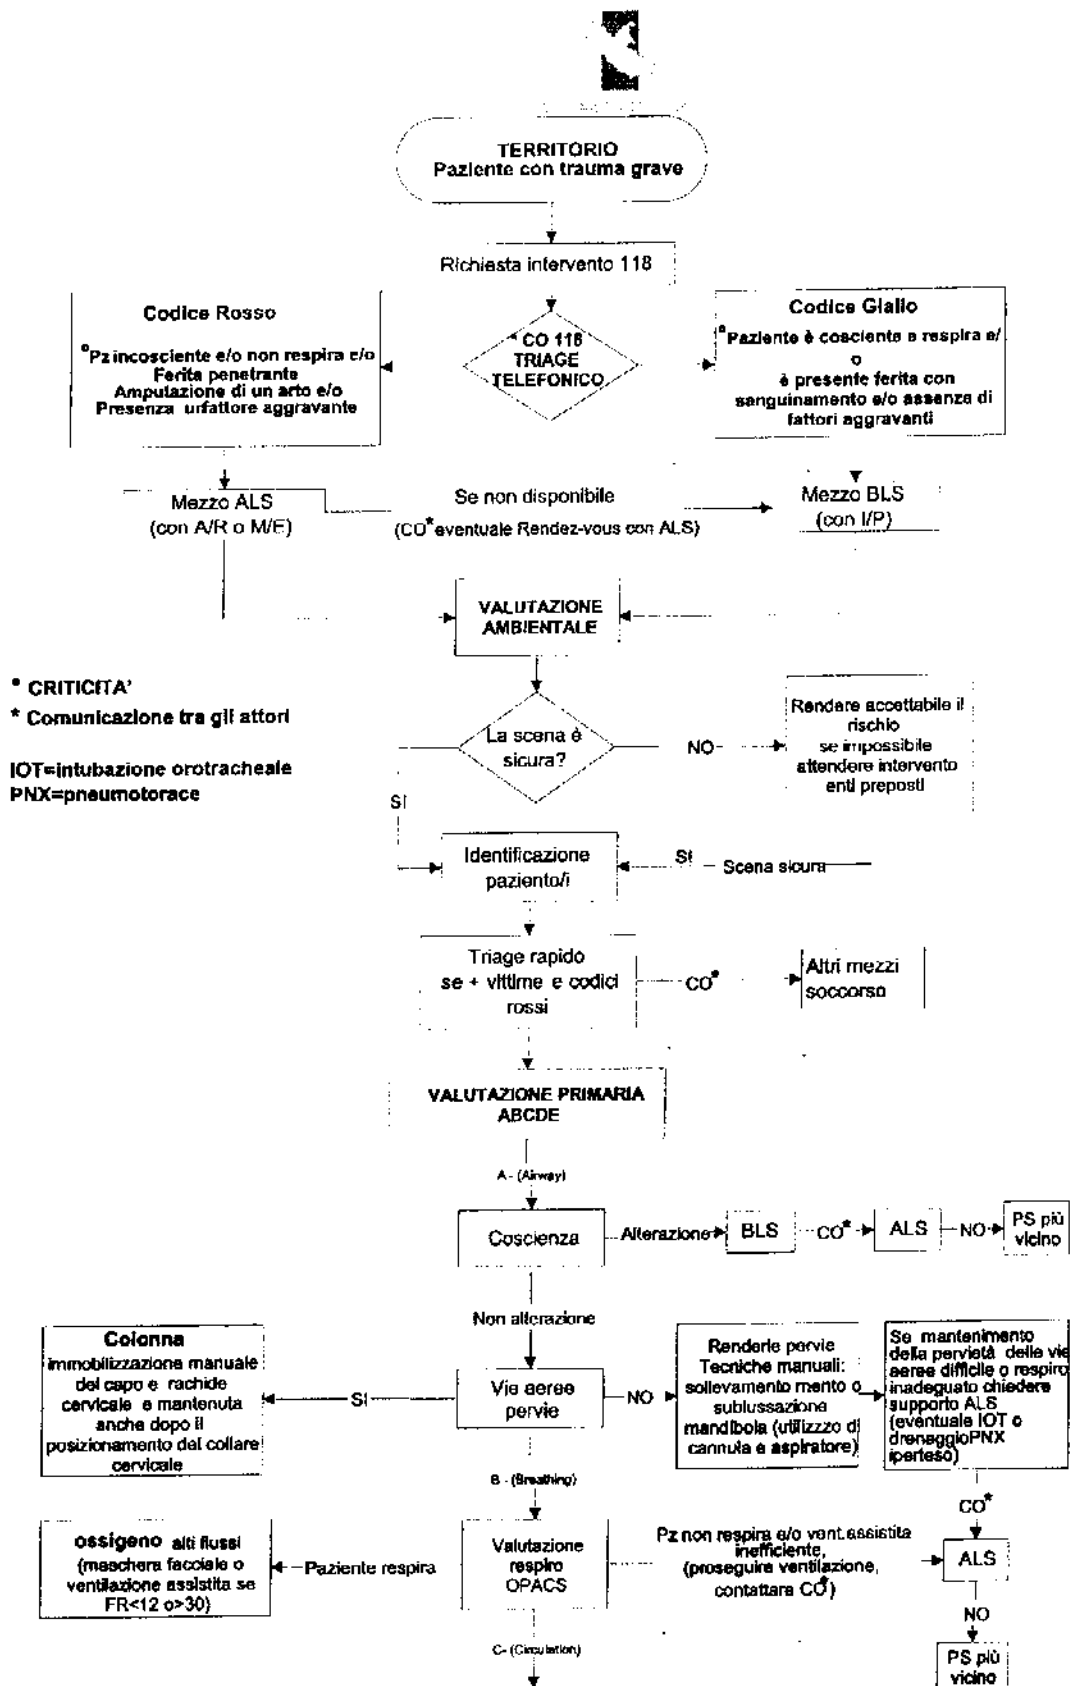 TERRITORIO
Paziente con trauma grave
Richiesta intervento 118
Codice Rosso
°Pz incosciente e/o non respira e/o
Ferita penetrante
Amputazione di un arto e/o
Presenza un fattore aggravante
* CO 118
TRIAGE
TELEFONICO
Codice Giallo
°Paziente è cosciente e respira e/
o
è presente ferita con
sanguinamento e/o assenza di
fattori aggravanti
Mezzo ALS
(con A/R o M/E)
Se non disponibile
(CO*eventuale Rendez-vous con ALS)
Mezzo BLS
(con I/P)
VALUTAZIONE
AMBIENTALE
° CRITICITA'
* Comunicazione tra gli attori
IOT=intubazione orotracheale
PNX=pneumotorace
La scena è
sicura?
NO
Rendere accettabile il
rischio
se impossibile
attendere intervento
enti preposti
SI
Identificazione
paziente/i
SI
Scena sicura
Triage rapido
se + vittime e codici
rossi
CO*
Altri mezzi
soccorso
VALUTAZIONE PRIMARIA
ABCDE
A - (Airway)
Coscienza
Alterazione
BLS
CO*
ALS
NO
PS più
vicino
Non alterazione
Colonna
immobilizzazione manuale
del capo e rachide
cervicale e mantenuta
anche dopo il
posizionamento del collare
cervicale
SI
Vie aeree
pervie
NO
Renderle pervie
Tecniche manuali:
sollevamento mento o
sublussazione
mandibola (utilizzzo di
cannula e aspiratore)
Se mantenimento
della pervietà delle vie
aeree difficile o respiro
inadeguato chiedere
supporto ALS
(eventuale IOT o
drenaggioPNX
iperteso)
B - (Breathing)
CO*
ossigeno alti flussi
(maschera facciale o
ventilazione assistita se
FR<12 o>30)
Paziente respira
Valutazione
respiro
OPACS
Pz non respira e/o vent.assistita
inefficiente,
(proseguire ventilazione,
contattare CO*)
ALS
NO
C- (Circulation)
PS più
vicino